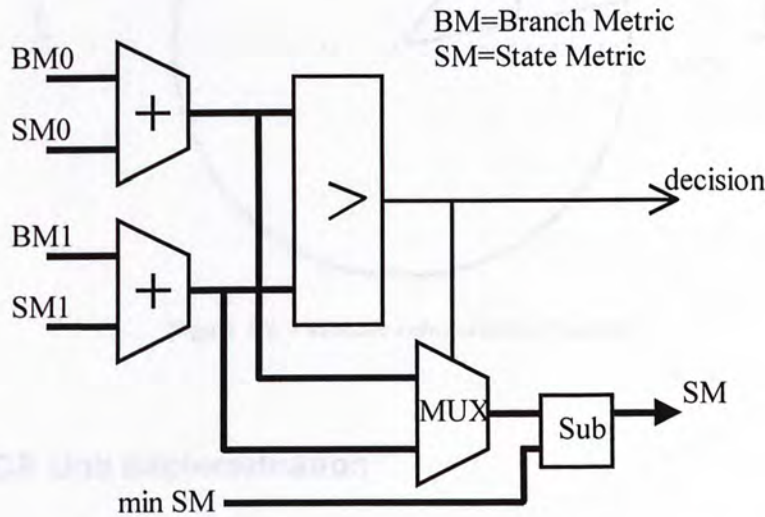 BM=Branch Metric
SM=State Metric
BM0
SM0
+
BM1
SM1
+
>
decision
MUX
Sub
SM
min SM